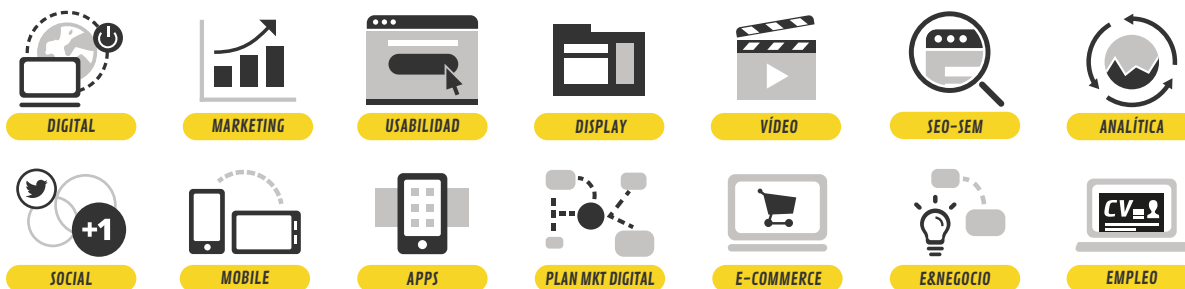 DIGITAL
MARKETING
USABILIDAD
DISPLAY
VÍDEO
SEO-SEM
ANALÍTICA
+1
CV
SOCIAL
MOBILE
APPS
PLAN MKT DIGITAL
E-COMMERCE
E&NEGOCIO
EMPLEO